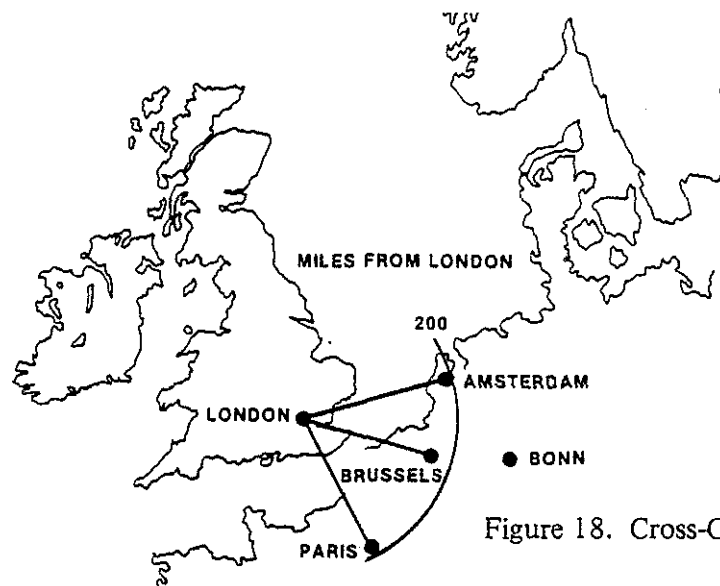 MILES FROM LONDON
200
AMSTERDAM
LONDON
BRUSSELS
BONN
PARIS
Figure 18. Cross-C